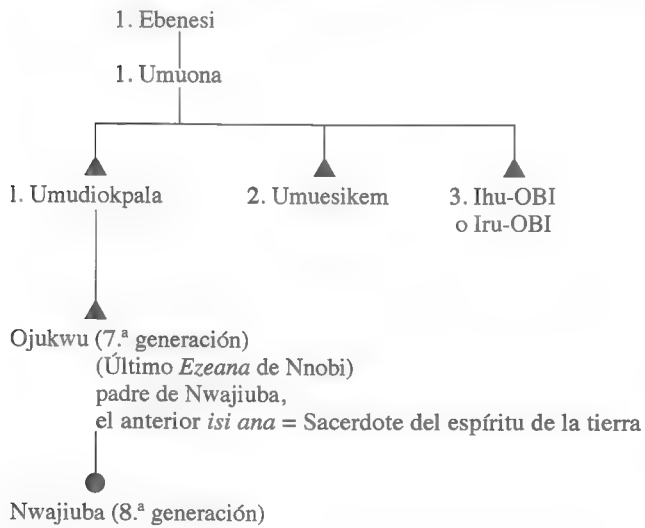 1. Ebenesi
1. Umuona
1. Umudiokpala 2. Umuesikem 3. Ihu-OBI
o Iru-OBI
Ojukwu (7.ª generación)
(Último Ezeana de Nnobi)
padre de Nwajiuba,
el anterior isi ana = Sacerdote del espíritu de la tierra
Nwajiuba (8.ª generación)